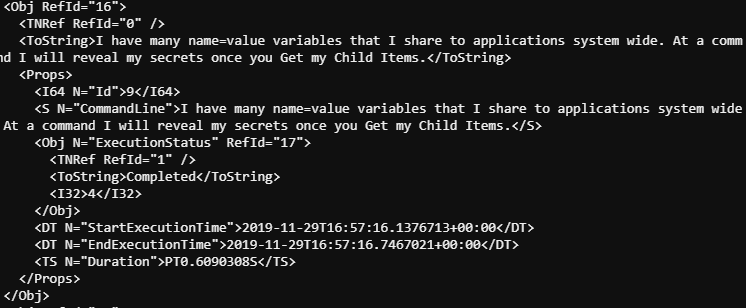 <Obj RefId="16">
<TNRef RefId="0" />
<ToString>I have many name=value variables that I share to applications system wide. At a comm
nd I will reveal my secrets once you Get my Child Items.</ToString>
<Props>
<I64 N="Id">9</I64>
<S N="CommandLine">I have many name=value variables that I share to applications system wide
At a command I will reveal my secrets once you Get my Child Items.</S>
<Obj N="ExecutionStatus" RefId="17">
<TNRef RefId="1" />
<ToString>Completed</ToString>
<I32>4</I32>
</Obj>
<DT N="StartExecutionTime">2019-11-29T16:57:16.1376713+00:00</DT>
<DT N="EndExecutionTime">2019-11-29T16:57:16.7467021+00:00</DT>
<TS N="Duration">PT0.6090308S</TS>
</Props>
</Obj>